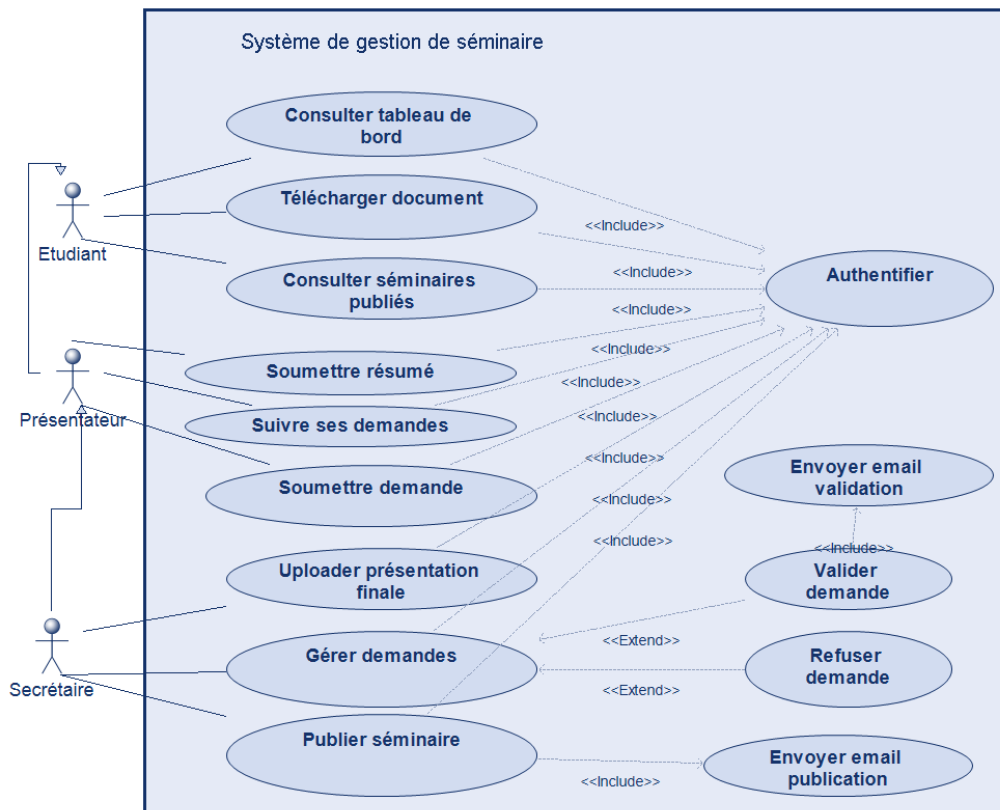 Système de gestion de séminaire
Consulter tableau de
bord
Télécharger document
<<Include>>
Etudiant
Consulter séminaires
publiés
<<Include>>
Authentifier
<<Include>>
Soumettre résumé
<<Include>>
Présentateur
Suivre ses demandes
<<Include>>
Soumettre demande
<<Include>>
Envoyer email
validation
<<Include>>
<<Include>>
<<Include>>
Uploader présentation
finale
Valider
demande
<<Extend>>
Secrétaire
Gérer demandes
Refuser
demande
<<Extend>>
Publier séminaire
<<Include>>
Envoyer email
publication